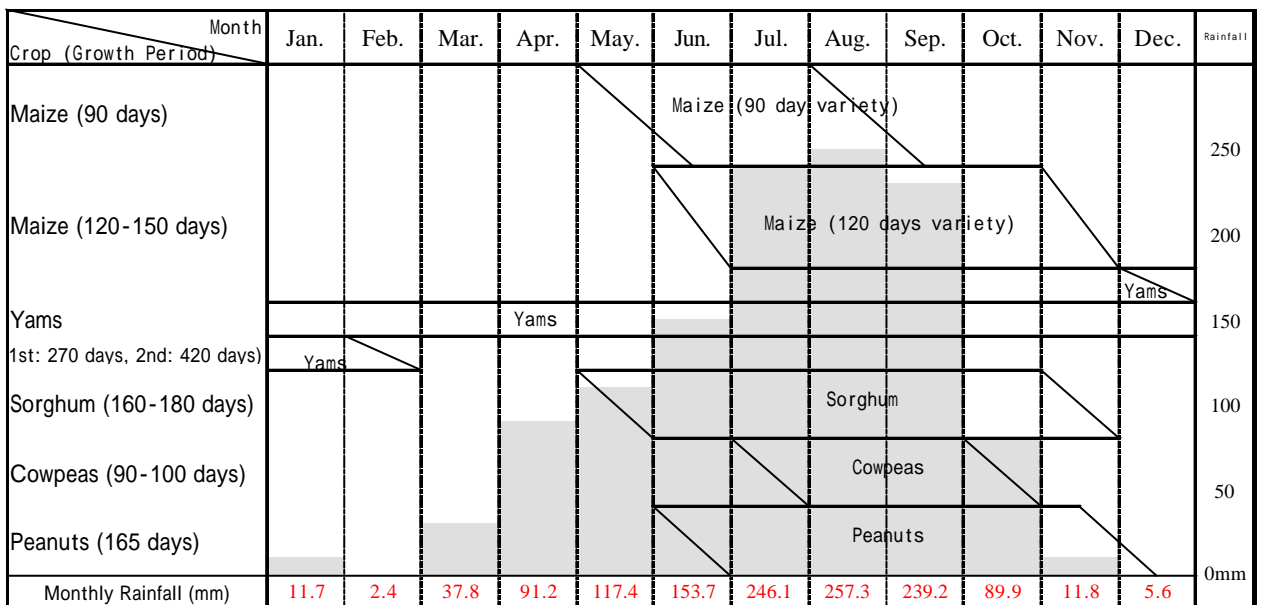 Month
Crop (Growth Period)
Jan. Feb. Mar. Apr. May. Jun. Jul. Aug. Sep. Oct. Nov. Dec. Rainfall
Maize (90 days)
Maize (90 day variety)
250
Maize (120-150 days)
Maize (120 days variety)
200
Yams
Yams
Yams
150
1st: 270 days, 2nd: 420 days)
Yams
Sorghum (160-180 days)
Sorghum
100
Cowpeas (90-100 days)
Cowpeas
50
Peanuts (165 days)
Peanuts
0mm
Monthly Rainfall (mm) 11.7 2.4 37.8 91.2 117.4 153.7 246.1 257.3 239.2 89.9 11.8 5.6